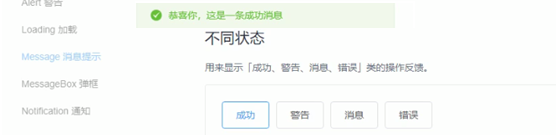 Alert 警告
恭喜你，这是一条成功消息
Loading 加载
不同状态
Message 消息提示
用来显示「成功、警告、消息、错误」类的操作反馈。
MessageBox 弹框
Notification 通知
成功 警告 消息 错误